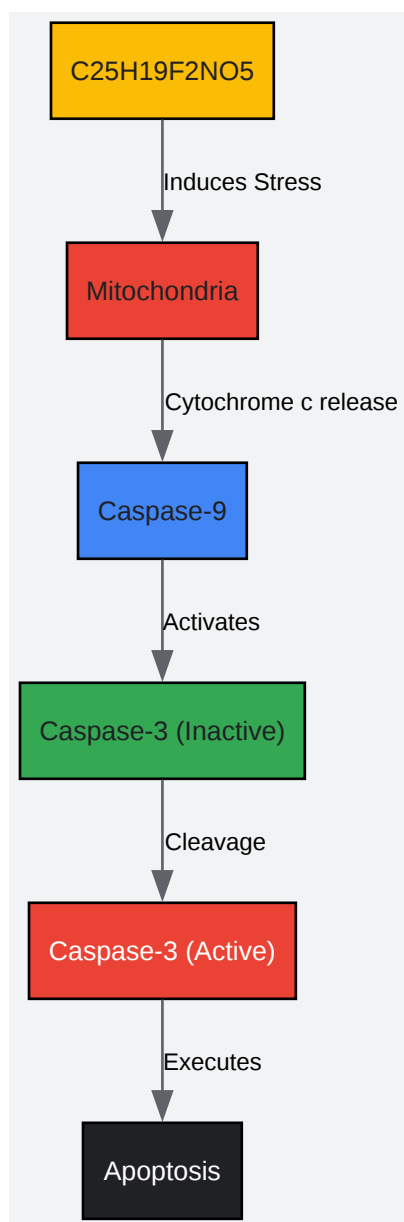 C25H19F2NO5
Induces Stress
Mitochondria
Cytochrome c release
Caspase-9
Activates
Caspase-3 (Inactive)
Cleavage
Caspase-3 (Active)
Executes
Apoptosis